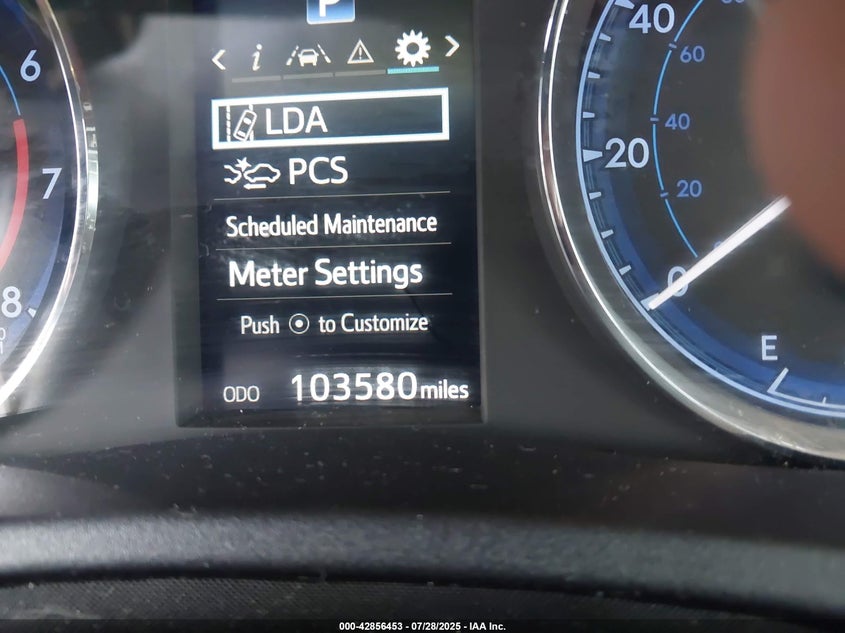 P
i
LDA
PCS
Scheduled Maintenance
Meter Settings
Push to Customize
ODO 103580 miles
6
7
8
40
20
0
60
40
20
E
000-42856453 - 07/28/2025 - IAA Inc.